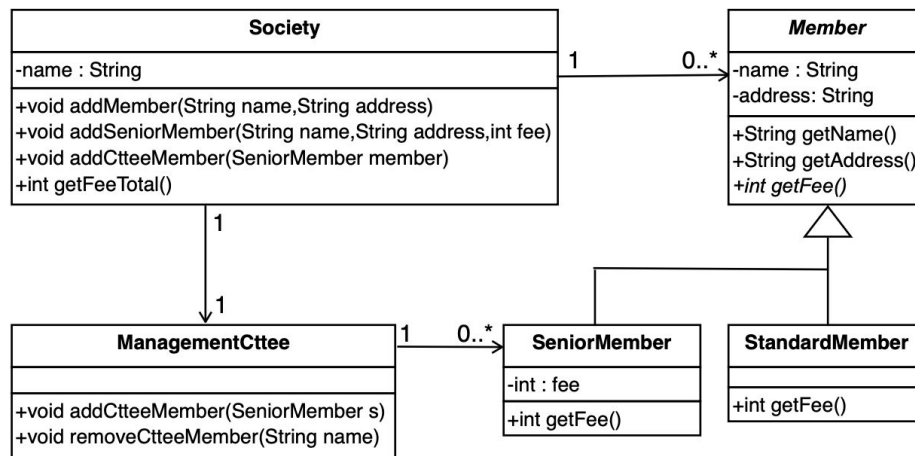 Society
-name : String
+void addMember(String name,String address)
+void addSeniorMember(String name,String address,int fee)
+void addCtteeMember(SeniorMember member)
+int getFeeTotal()
1
0..*
Member
-name : String
-address: String
+String getName()
+String getAddress()
+int getFee()
1
1
ManagementCttee
+void addCtteeMember(SeniorMember s)
+void removeCtteeMember(String name)
1
0..*
SeniorMember
-int : fee
+int getFee()
StandardMember
+int getFee()